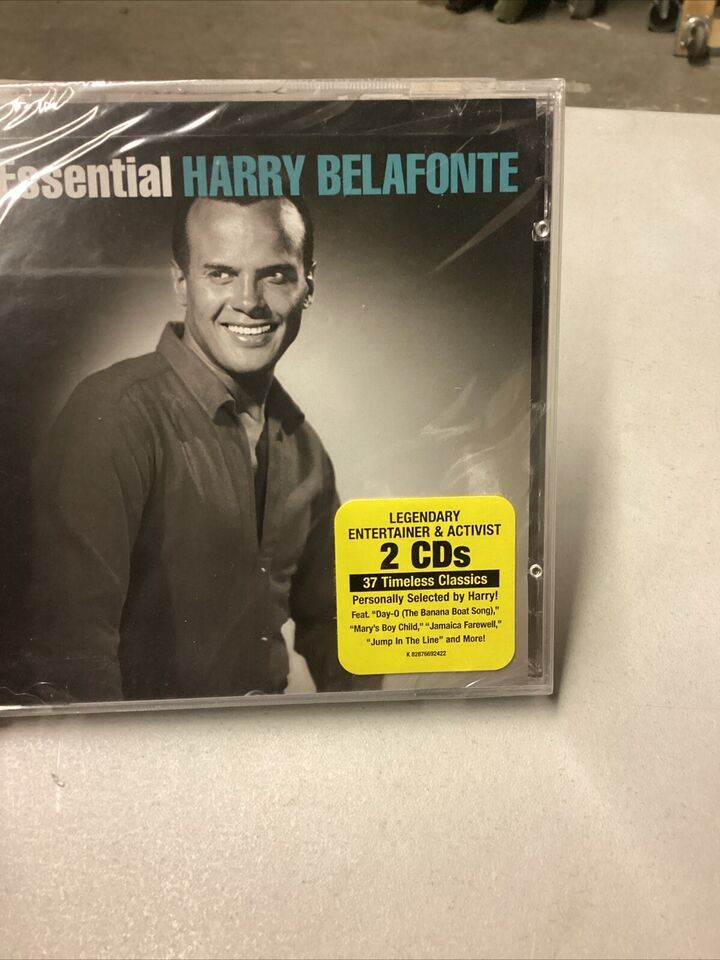 Essential HARRY BELAFONTE
LEGENDARY
ENTERTAINER & ACTIVIST
2 CDs
37 Timeless Classics
Personally Selected by Harry!
Feat. "Day-O (The Banana Boat Song),"
"Mary's Boy Child," "Jamaica Farewell,"
"Jump In The Line" and More!
K 82876692422